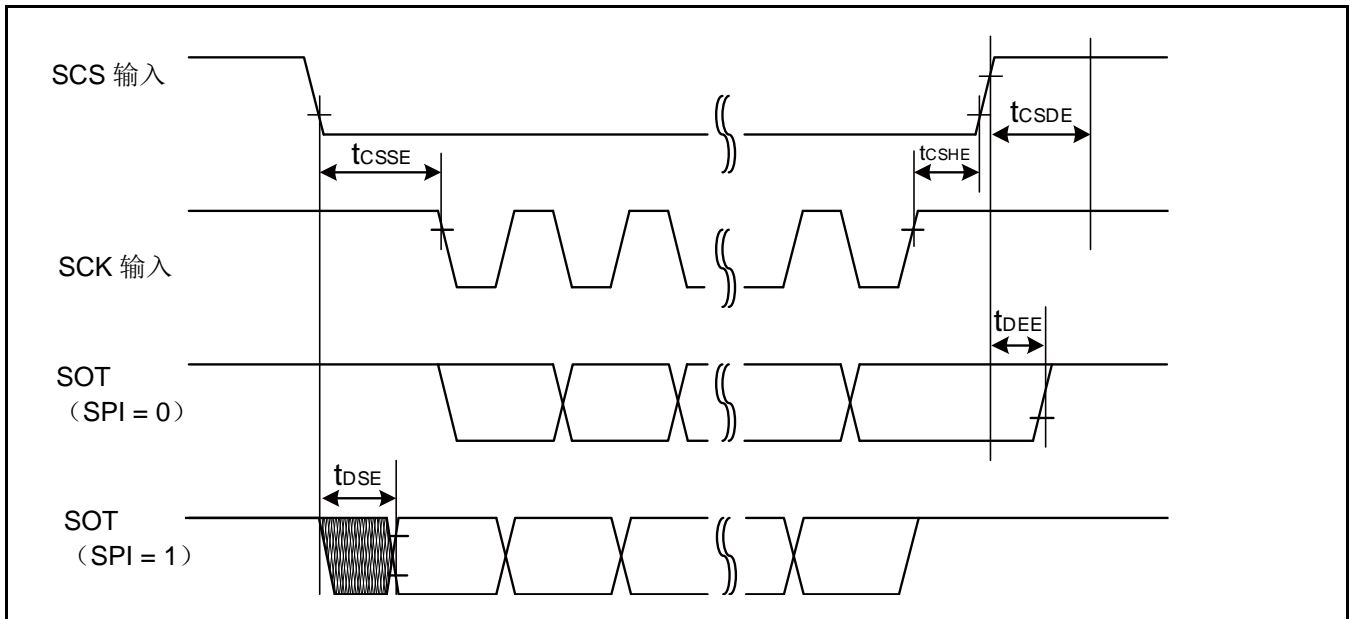 SCS 输入
tCSDE
tCSSE
tCSHE
SCK 输入
tDEE
SOT
（SPI = 0）
tDSE
SOT
（SPI = 1）